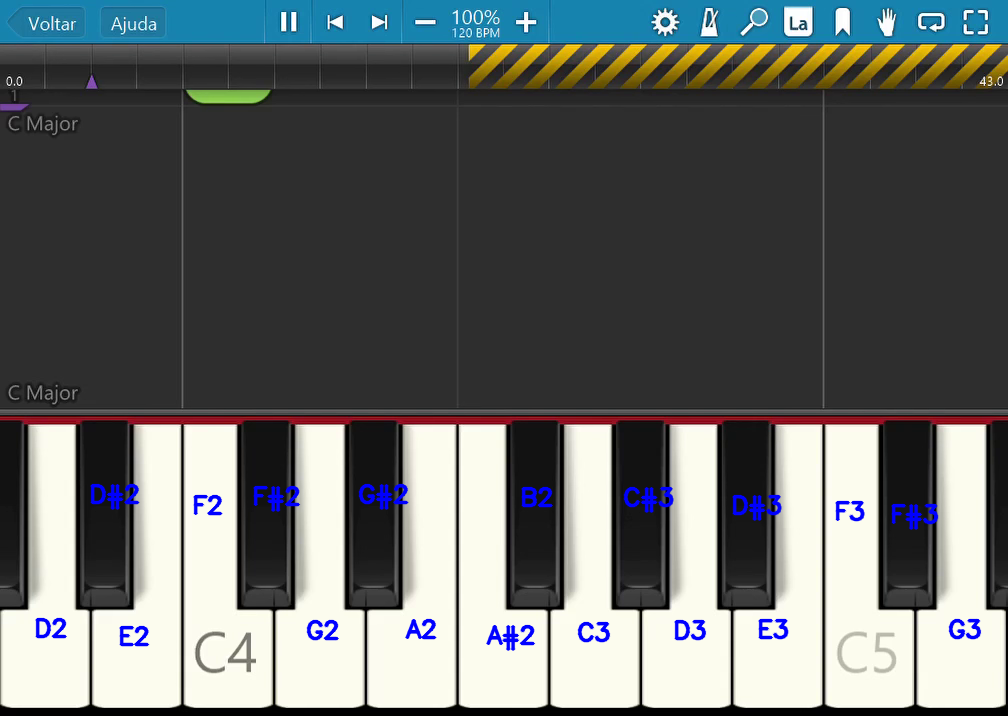 Voltar Ajuda 100% La
120 BPM
0.0 43.0
1
C Major
C Major
D#2 F2 F#2 G#2 B2 C#3 D#3 F3 F#3
D2 E2 C4 G2 A2 A#2 C3 D3 E3 C5 G3